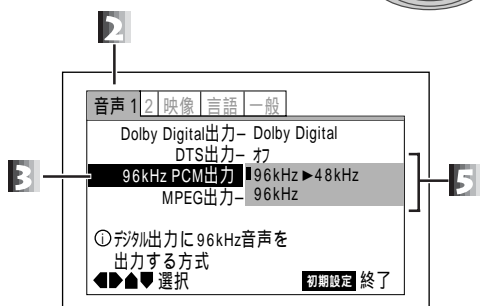 2
音声1 2 映像 言語 一般
Dolby Digital出力– Dolby Digital
DTS出力– オフ
3
96kHz PCM出力 96kHz►48kHz
5
MPEG出力– 96kHz
ⓘデジタル出力に96kHz音声を
出力する方式
選択 初期設定 終了